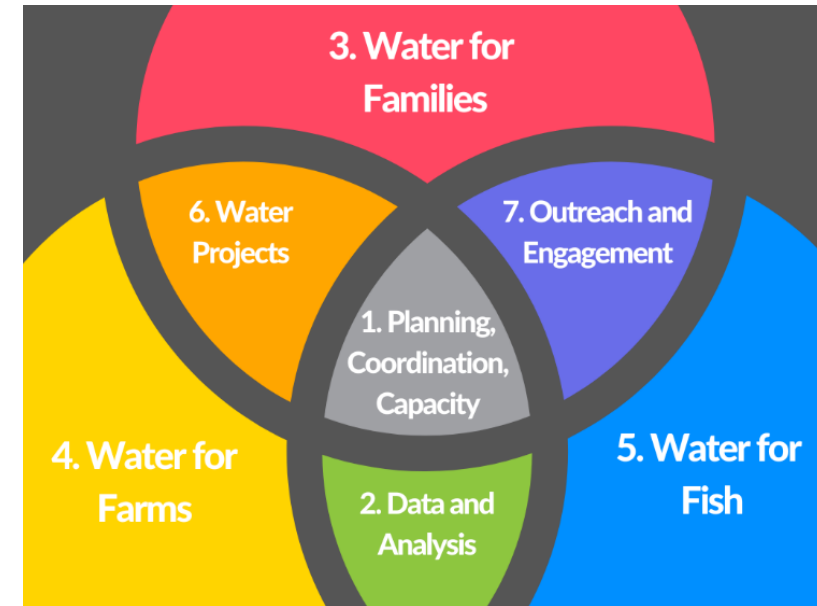 3. Water for
Families
6. Water
Projects
7. Outreach and
Engagement
1. Planning,
Coordination,
Capacity
4. Water for
Farms
5. Water for
Fish
2. Data and
Analysis